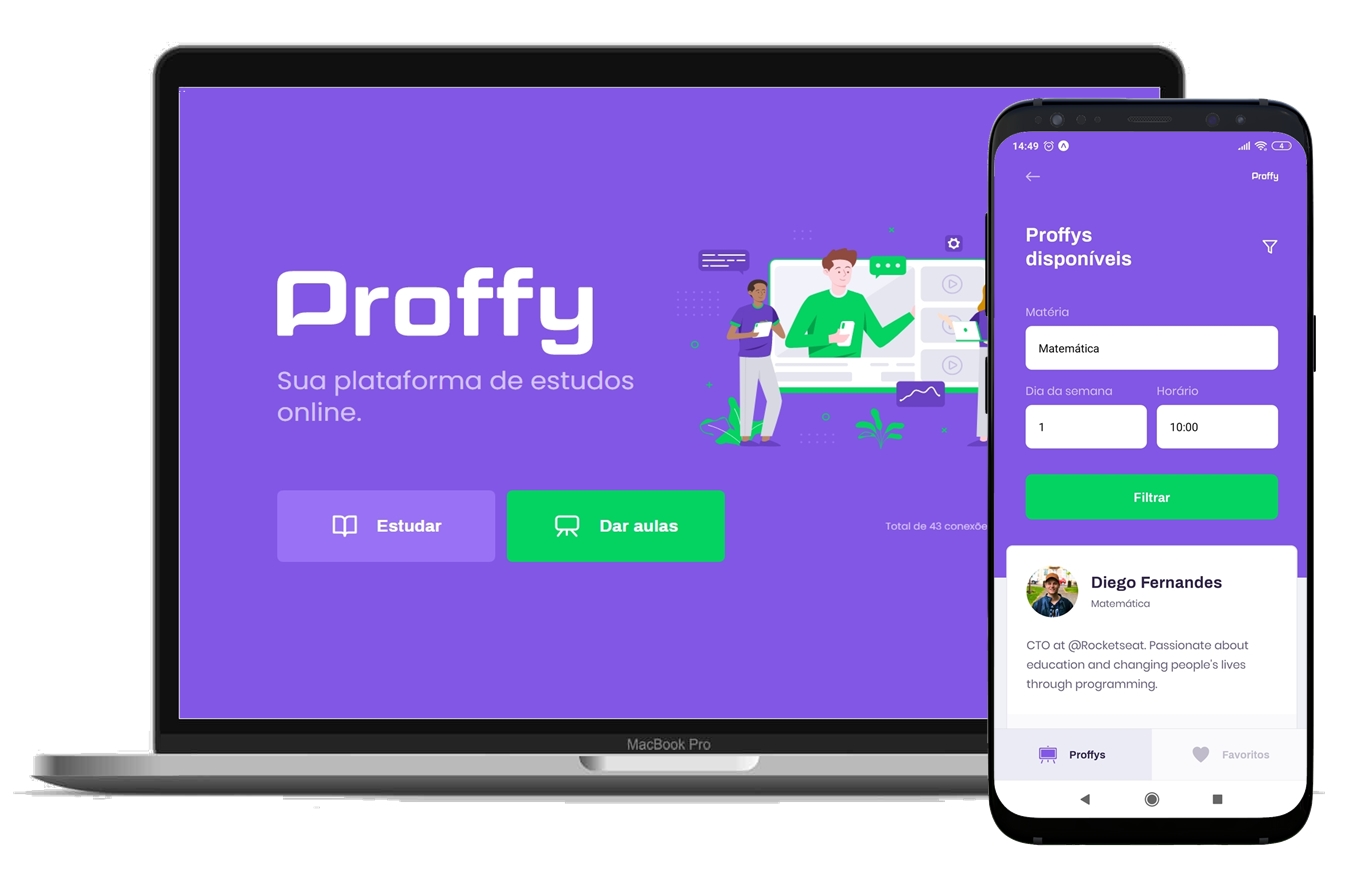 Proffy
Sua plataforma de estudos
online.
Estudar
Dar aulas
Total de 43 conexõe
MacBook Pro
14:49
4
Proffy
Proffys
disponíveis
Matéria
Matemática
Dia da semana
Horário
1
10:00
Filtrar
Diego Fernandes
Matemática
CTO at @Rocketseat. Passionate about
education and changing people's lives
through programming.
Proffys
Favoritos